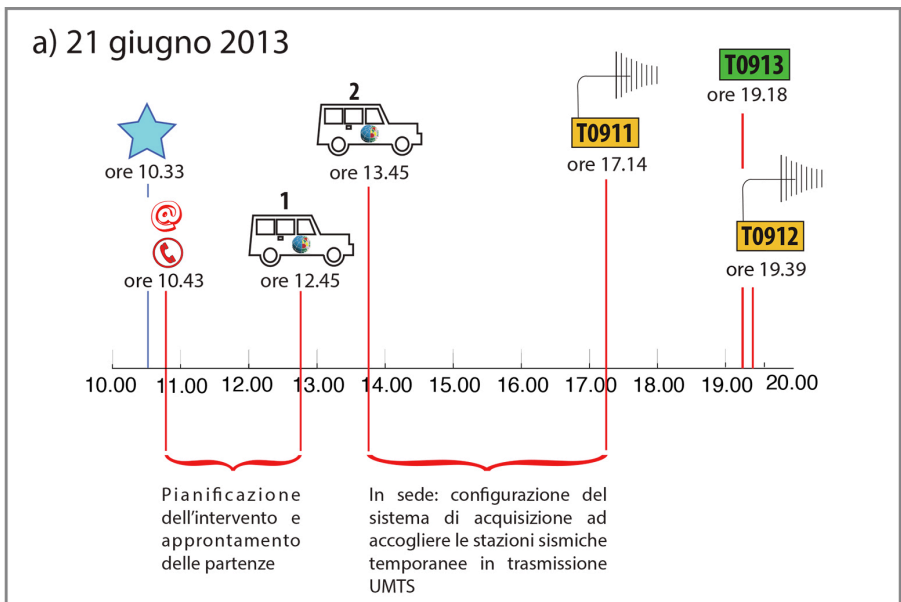 a) 21 giugno 2013
ore 10.33
@
ore 10.43
1
ore 12.45
2
ore 13.45
T0911
ore 17.14
T0913
ore 19.18
T0912
ore 19.39
10.00 11.00 12.00 13.00 14.00 15.00 16.00 17.00 18.00 19.00 20.00
Pianificazione
dell'intervento e
approntamento
delle partenze
In sede: configurazione del
sistema di acquisizione ad
accogliere le stazioni sismiche
temporanee in trasmissione
UMTS